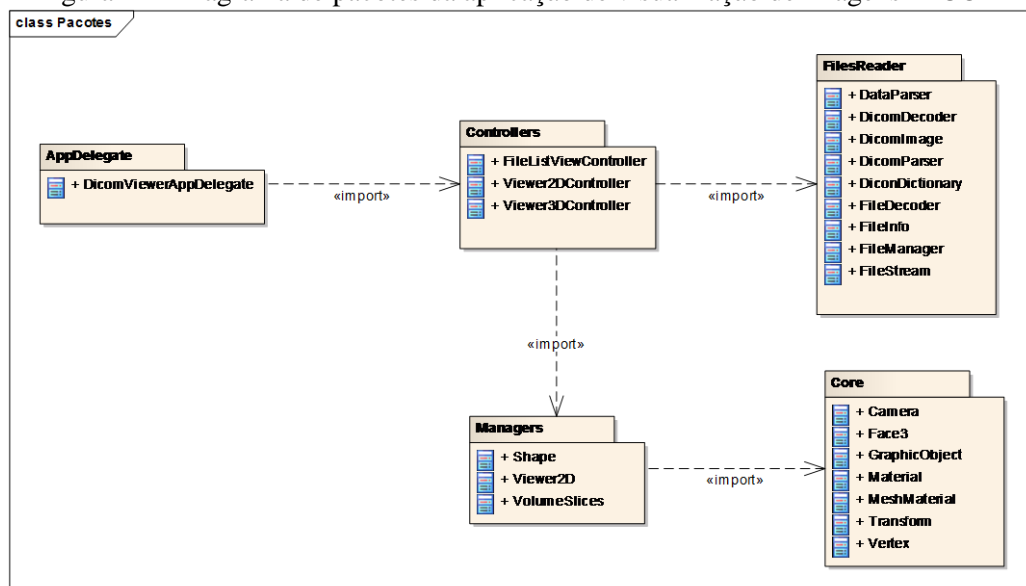 class Pacotes
AppDelegate
+ DicomViewerAppDelegate
«import»
Controllers
+ FileListViewController
+ Viewer2DController
+ Viewer3DController
«import»
FilesReader
+ DataParser
+ DicomDecoder
+ DicomImage
+ DicomParser
+ DiconDictionary
+ FileDecoder
+ FileInfo
+ FileManager
+ FileStream
«import»
Managers
+ Shape
+ Viewer2D
+ VolumeSlices
«import»
Core
+ Camera
+ Face3
+ GraphicObject
+ Material
+ MeshMaterial
+ Transform
+ Vertex